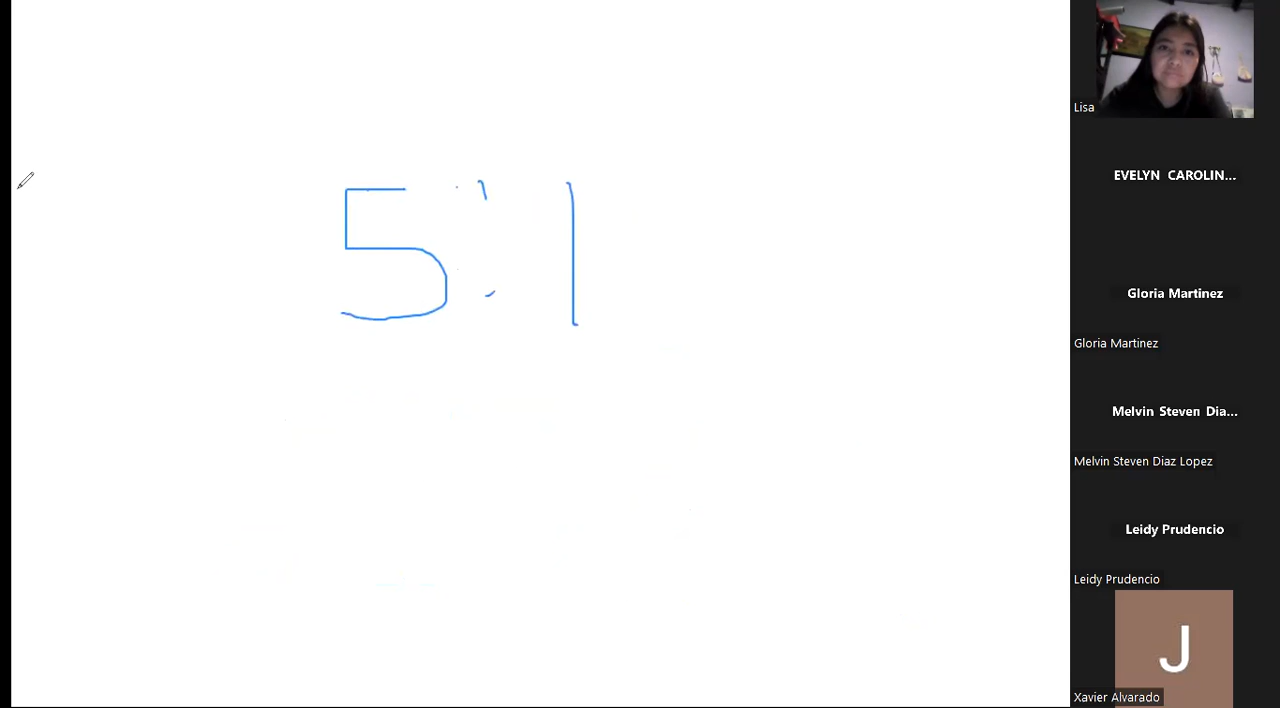 5:1
Lisa
EVELYN CAROLIN...
Gloria Martinez
Gloria Martinez
Melvin Steven Dia...
Melvin Steven Diaz Lopez
Leidy Prudencio
Leidy Prudencio
J
Xavier Alvarado